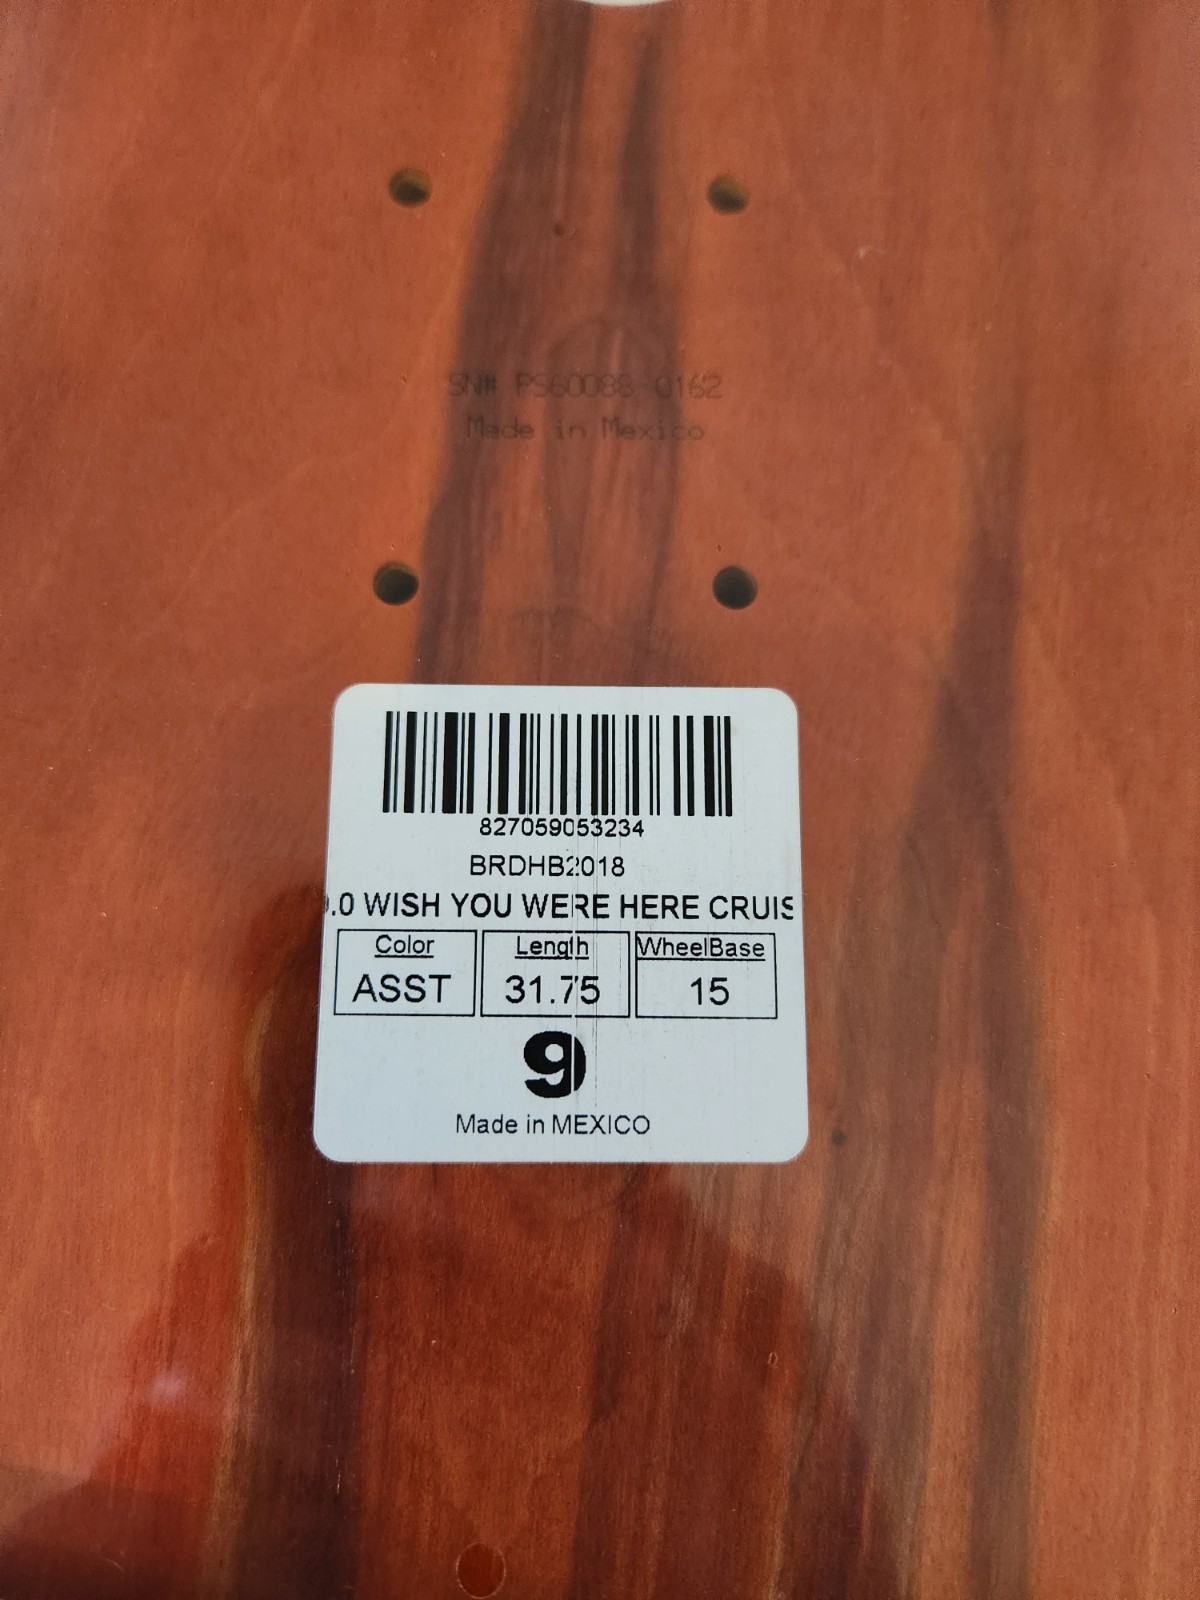 SN# PS60088-0162
Made in Mexico
827059053234
BRDHB2018
.0 WISH YOU WERE HERE CRUIS
Color Length WheelBase
ASST 31.75 15
9
Made in MEXICO